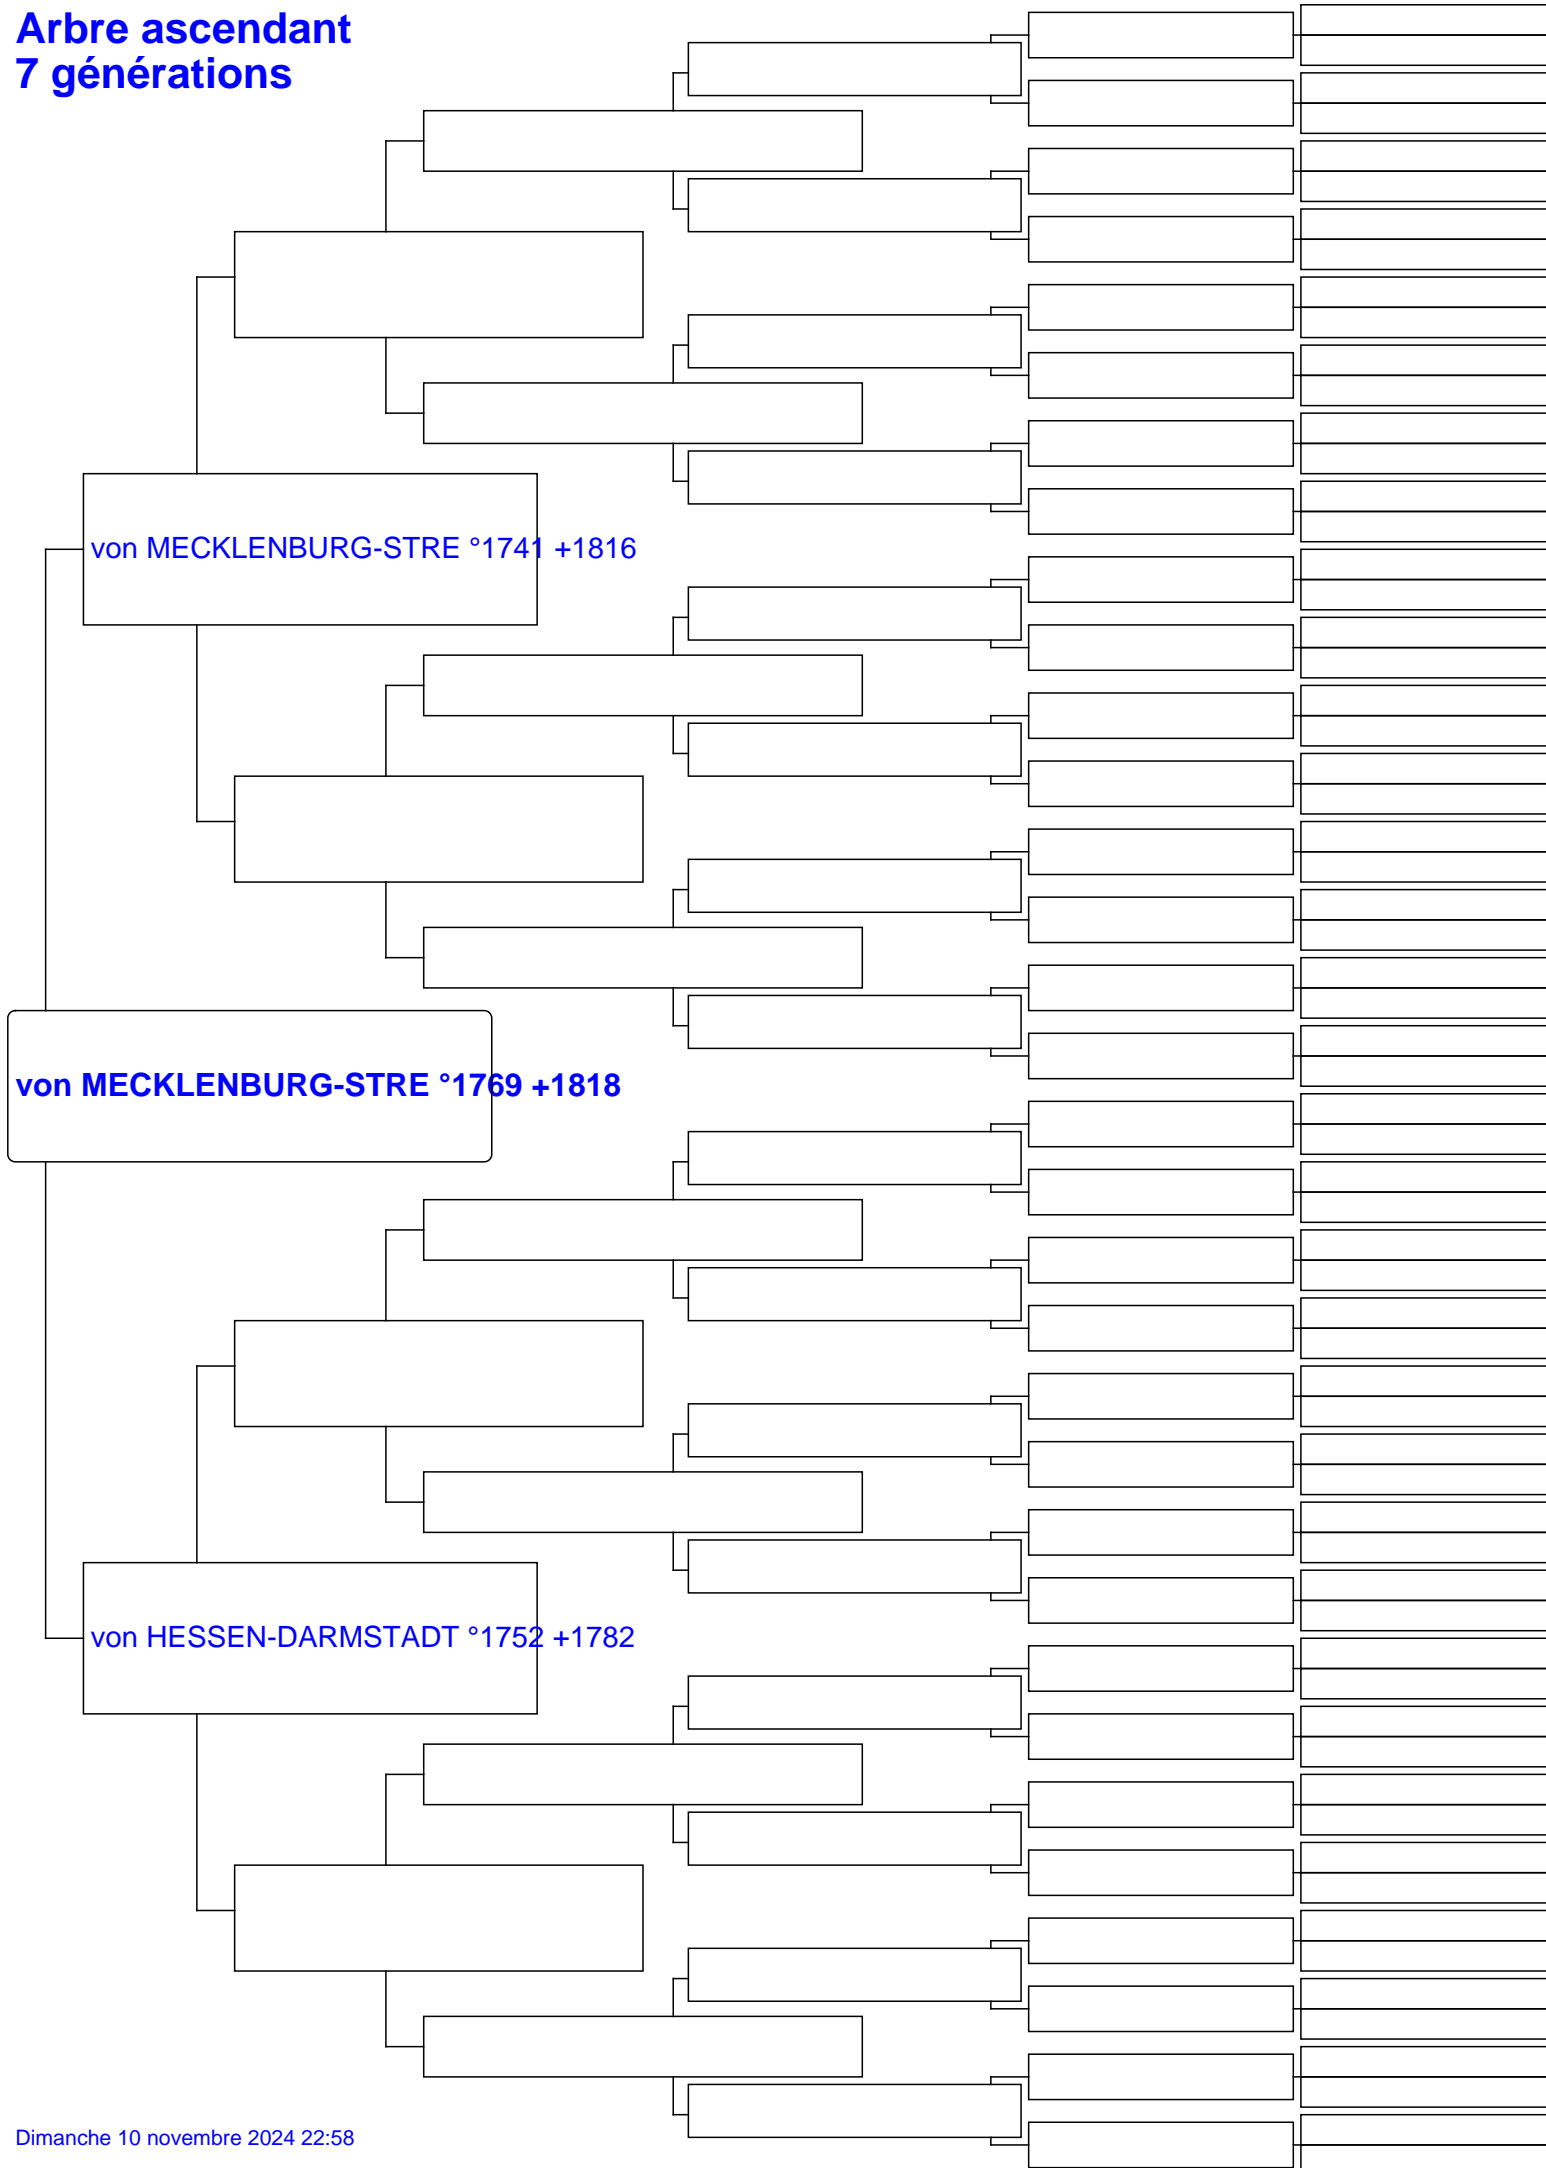 Arbre ascendant
7 générations
von MECKLENBURG-STRE °1741 +1816
von MECKLENBURG-STRE °1769 +1818
von HESSEN-DARMSTADT °1752 +1782
Dimanche 10 novembre 2024 22:58